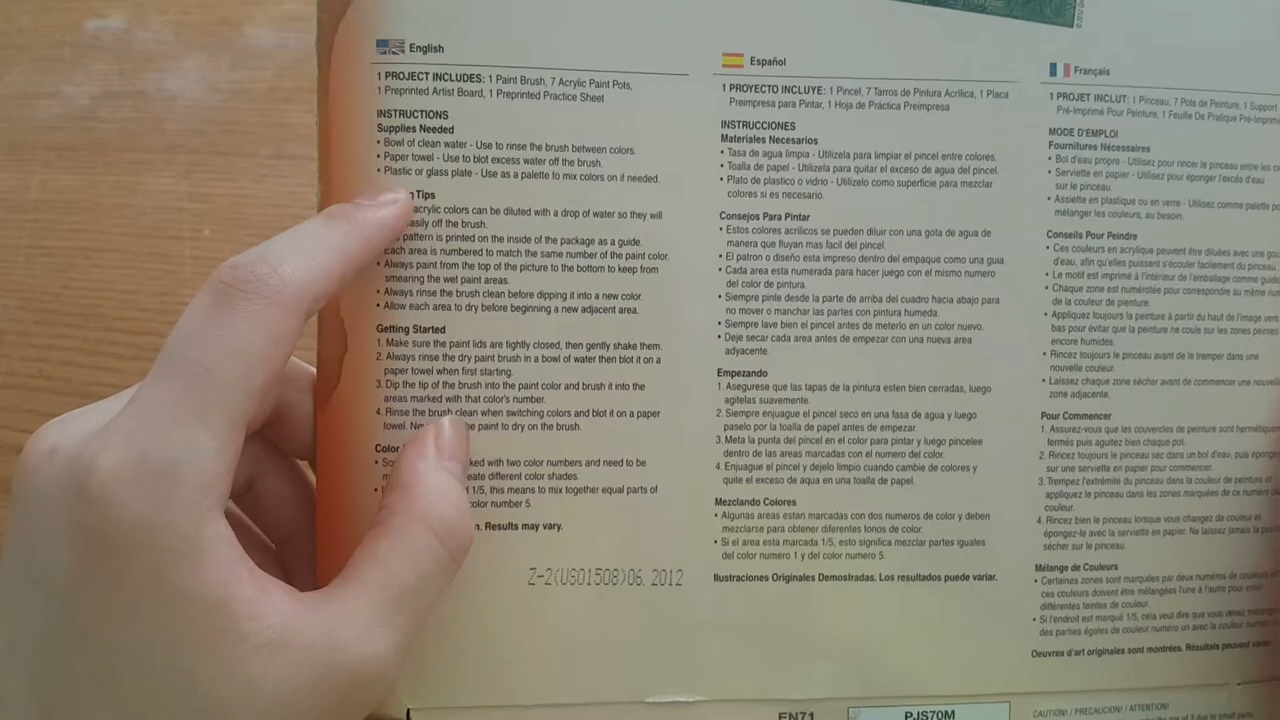 English
1 PROJECT INCLUDES: 1 Paint Brush, 7 Acrylic Paint Pots,
1 Preprinted Artist Board, 1 Preprinted Practice Sheet
INSTRUCTIONS
Supplies Needed
• Bowl of clean water - Use to rinse the brush between colors.
• Paper towel - Use to blot excess water off the brush.
• Plastic or glass plate - Use as a palette to mix colors on if needed.
Tips
acrylic colors can be diluted with a drop of water so they will
off the brush.
pattern is printed on the inside of the package as a guide.
Each area is numbered to match the same number of the paint color.
• Always paint from the top of the picture to the bottom to keep from
smearing the wet paint areas.
• Always rinse the brush clean before dipping it into a new color.
• Allow each area to dry before beginning a new adjacent area.
Getting Started
1. Make sure the paint lids are tightly closed, then gently shake them.
2. Always rinse the dry paint brush in a bowl of water then blot it on a
paper towel when first starting.
3. Dip the tip of the brush into the paint color and brush it into the
areas marked with that color's number.
4. Rinse the brush clean when switching colors and blot it on a paper
towel. paint to dry on the brush.
Color
with two color numbers and need to be
different color shades.
1/5, this means to mix together equal parts of
color number 5.
Results may vary.
Z-2(US01508)06. 2012
Español
1 PROYECTO INCLUYE: 1 Pincel, 7 Tarros de Pintura Acrilica, 1 Placa
Preimpresa para Pintar, 1 Hoja de Práctica Preimpresa
INSTRUCCIONES
Materiales Necesarios
• Tasa de agua limpia - Utilizela para limpiar el pincel entre colores.
• Toalla de papel - Utilizela para quitar el exceso de agua del pincel.
• Plato de plastico o vidrio - Utilizelo como superficie para mezclar
colores si es necesario.
Consejos Para Pintar
• Estos colores acrilicos se pueden diluir con una gota de agua de
manera que fluyan mas facil del pincel.
• El patron o diseño esta impreso dentro del empaque como una guia.
• Cada area esta numerada para hacer juego con el mismo numero
del color de pintura.
• Siempre pinte desde la parte de arriba del cuadro hacia abajo para
no mover o manchar las partes con pintura humeda.
• Siempre lave bien el pincel antes de meterlo en un color nuevo.
• Deje secar cada area antes de empezar con una nueva area
adyacente.
Empezando
1. Asegurese que las tapas de la pintura esten bien cerradas, luego
agitelas suavemente.
2. Siempre enjuague el pincel seco en una fasa de agua y luego
paselo por la toalla de papel antes de empezar.
3. Meta la punta del pincel en el color para pintar y luego pincelee
dentro de las areas marcadas con el numero del color.
4. Enjuague el pincel y dejelo limpio cuando cambie de colores y
quite el exceso de agua en una toalla de papel.
Mezclando Colores
• Algunas areas estan marcadas con dos numeros de color y deben
mezclarse para obtener diferentes tonos de color.
• Si el area esta marcada 1/5, esto significa mezclar partes iguales
del color numero 1 y del color numero 5.
Ilustraciones Originales Demostradas. Los resultados puede variar.
Français
1 PROJET INCLUT: 1 Pinceau, 7 Pots de Peinture, 1 Support
Pré-Imprimé Pour Peinture, 1 Feuille De Pratique
MODE D'EMPLOI
Fournitures Nécessaires
• Bol d'eau propre - Utilisez pour rincer le pinceau entre les
• Serviette en papier - Utilisez pour éponger l'excès d'eau
sur le pinceau.
• Assiette en plastique ou en verre - Utilisez comme palette
mélanger les couleurs, au besoin.
Conseils Pour Peindre
• Ces couleurs en acrylique peuvent être diluées avec une
d'eau, afin qu'elles puissent s'écouler facilement du pinceau.
• Le motif est imprimé à l'intérieur de l'emballage comme
• Chaque zone est numérotée pour correspondre au même
de la couleur de pienture.
• Appliquez toujours la peinture à partir du haut de l'image vers
bas pour évitar que la peinture ne coule sur les zones
encore humides.
• Rincez toujours le pinceau avant de le tremper dans une
nouvelle couleur.
• Laissez chaque zone sécher avant de commencer une
zone adjacente.
Pour Commencer
1. Assurez-vous que les couvercles de peinture sont
fermés puis aguitez bien chaque pot.
2. Rincez toujours le pinceau sec dans un bol d'eau, puis
sur une serviette en papier pour commencer.
3. Trempez l'extrémité du pinceau dans la couleur de peinture et
appliquez le pinceau dans les zones marquées de ce numéro
couleur.
4. Rincez bien le pinceau lorsque vous changez de couleur et
épongez-le avec la serviette en papier. Ne laissez jamais la
sécher sur le pinceau.
Mélange de Couleurs
• Certaines zones sont marquées par deux numéros de
ces couleurs doivent être mélangées l'une à l'autre pour
différentes teintes de couleur.
• Si l'endroit est marqué 1/5, cela veut dire que vous devez
des parties égales de couleur numéro un avec la couleur
Oeuvres d'art originales sont montrées. Résultats peuvent
EN71
PJS70M
CAUTION! / PRECAUCION! / ATTENTION!